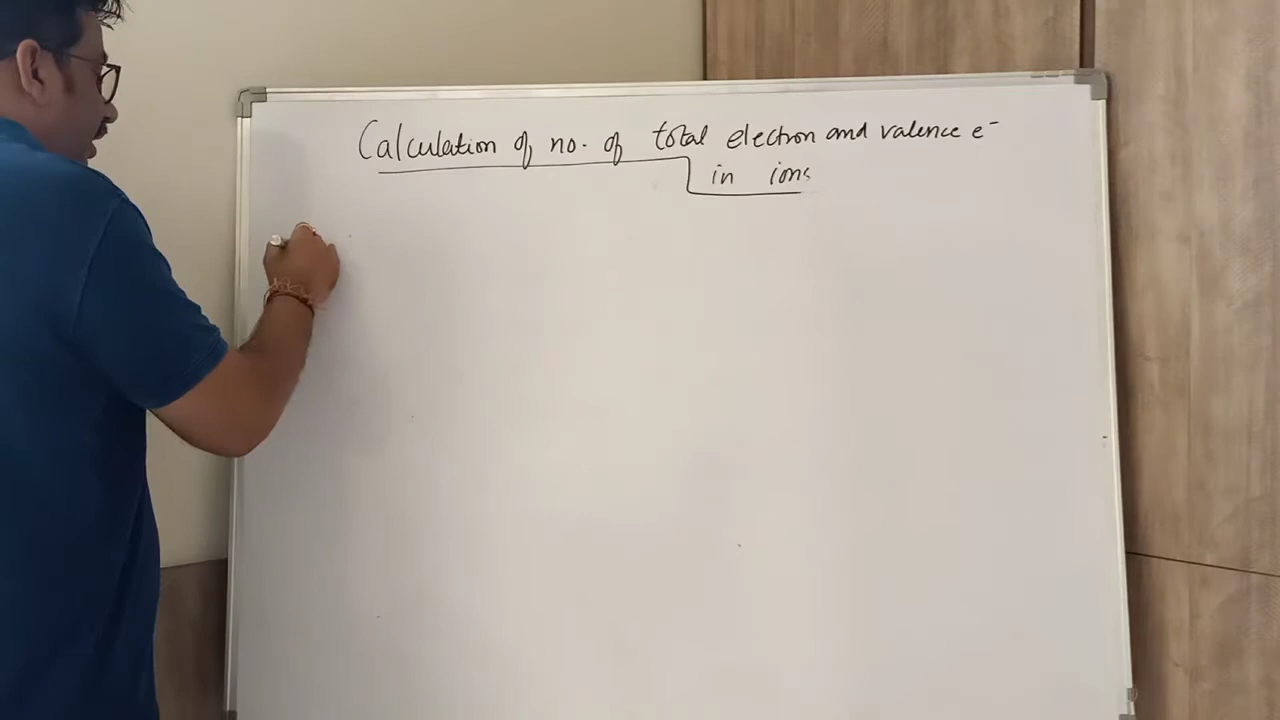 Calculation of no. of total electron and valence e⁻
in ions